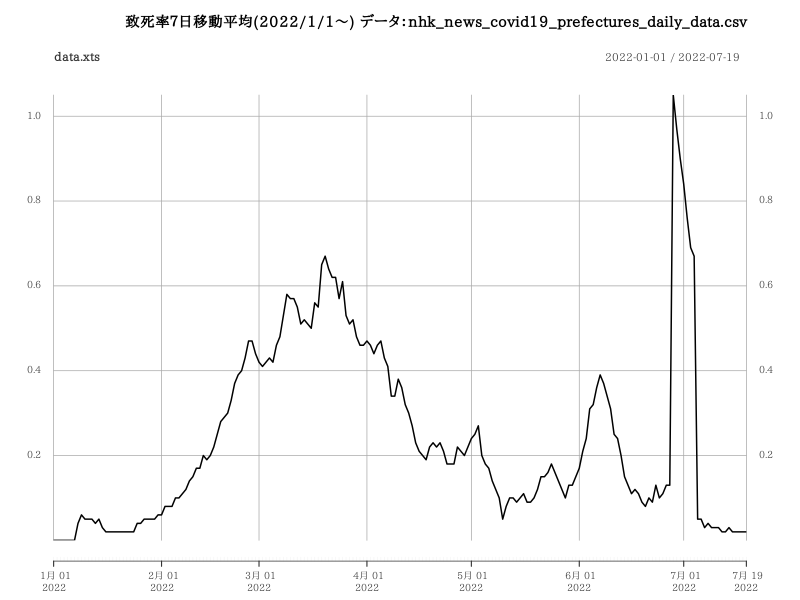 致死率7日移動平均(2022/1/1～) データ:nhk_news_covid19_prefectures_daily_data.csv
data.xts 2022-01-01 / 2022-07-19
1.0 1.0
0.8 0.8
0.6 0.6
0.4 0.4
0.2 0.2
1月 01 2月 01 3月 01 4月 01 5月 01 6月 01 7月 01 7月 19
2022 2022 2022 2022 2022 2022 2022 2022